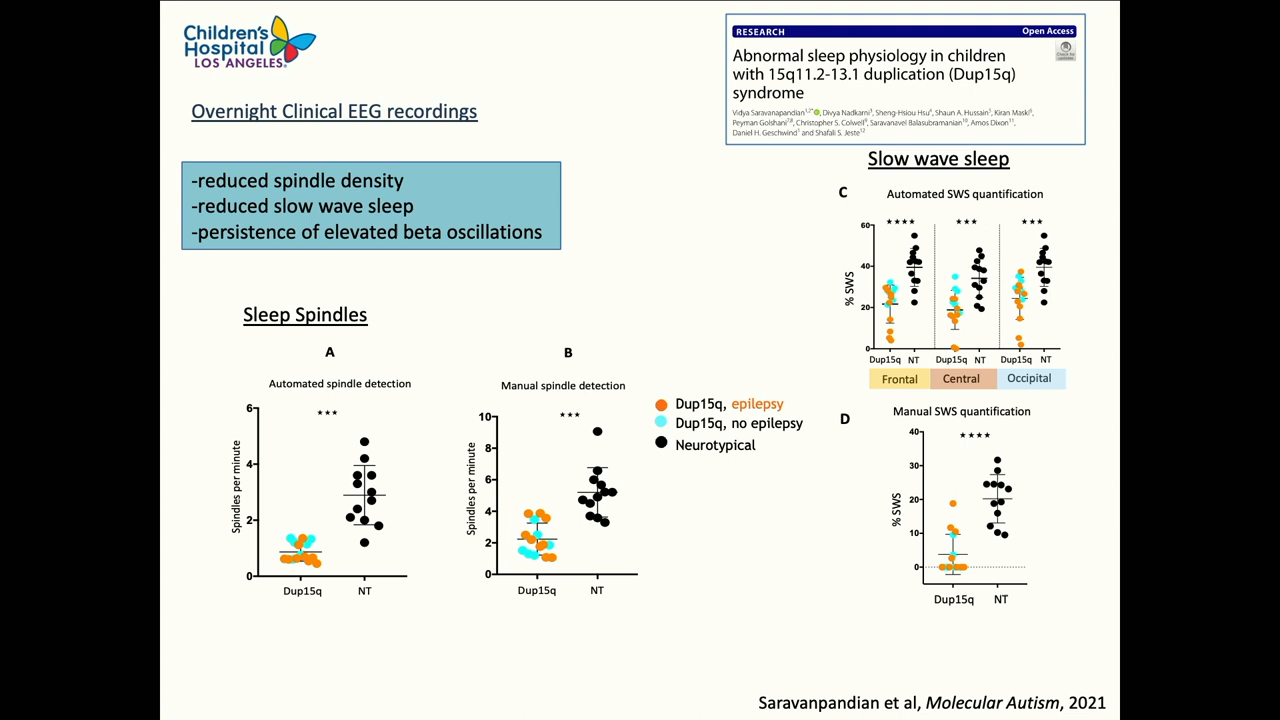 Children's
Hospital
LOS ANGELES
RESEARCH
Open Access
Abnormal sleep physiology in children
with 15q11.2-13.1 duplication (Dup15q)
syndrome
Vidya Saravanapandian, Divya Nadkarni, Sheng-Hsiou Hsu, Shaun A. Hussain, Kiran Maski,
Peyman Golshani, Christopher S. Colwell, Saravanavel Balasubramanian, Amos Dixon,
Daniel H. Geschwind and Shafali S. Jeste
Overnight Clinical EEG recordings
-reduced spindle density
-reduced slow wave sleep
-persistence of elevated beta oscillations
Slow wave sleep
C
Automated SWS quantification
**** *** ***
% SWS
60
40
20
0
Dup15q NT Dup15q NT Dup15q NT
Frontal Central Occipital
Sleep Spindles
A
Automated spindle detection
***
Spindles per minute
6
4
2
0
Dup15q NT
B
Manual spindle detection
***
Spindles per minute
10
8
6
4
2
0
Dup15q NT
Dup15q, epilepsy
Dup15q, no epilepsy
Neurotypical
D
Manual SWS quantification
****
% SWS
40
30
20
10
0
Dup15q NT
Saravanpandian et al, Molecular Autism, 2021